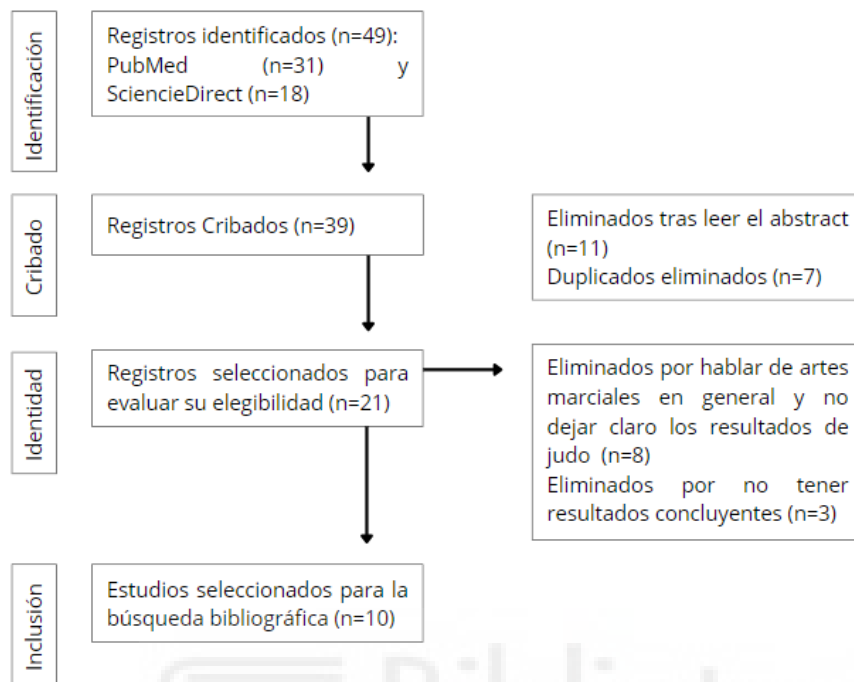 Identificación
Registros identificados (n=49):
PubMed (n=31) y
SciencieDirect (n=18)
Cribado
Registros Cribados (n=39)
Eliminados tras leer el abstract
(n=11)
Duplicados eliminados (n=7)
Identidad
Registros seleccionados para
evaluar su elegibilidad (n=21)
Eliminados por hablar de artes
marciales en general y no
dejar claro los resultados de
judo (n=8)
Eliminados por no tener
resultados concluyentes (n=3)
Inclusión
Estudios seleccionados para la
búsqueda bibliográfica (n=10)